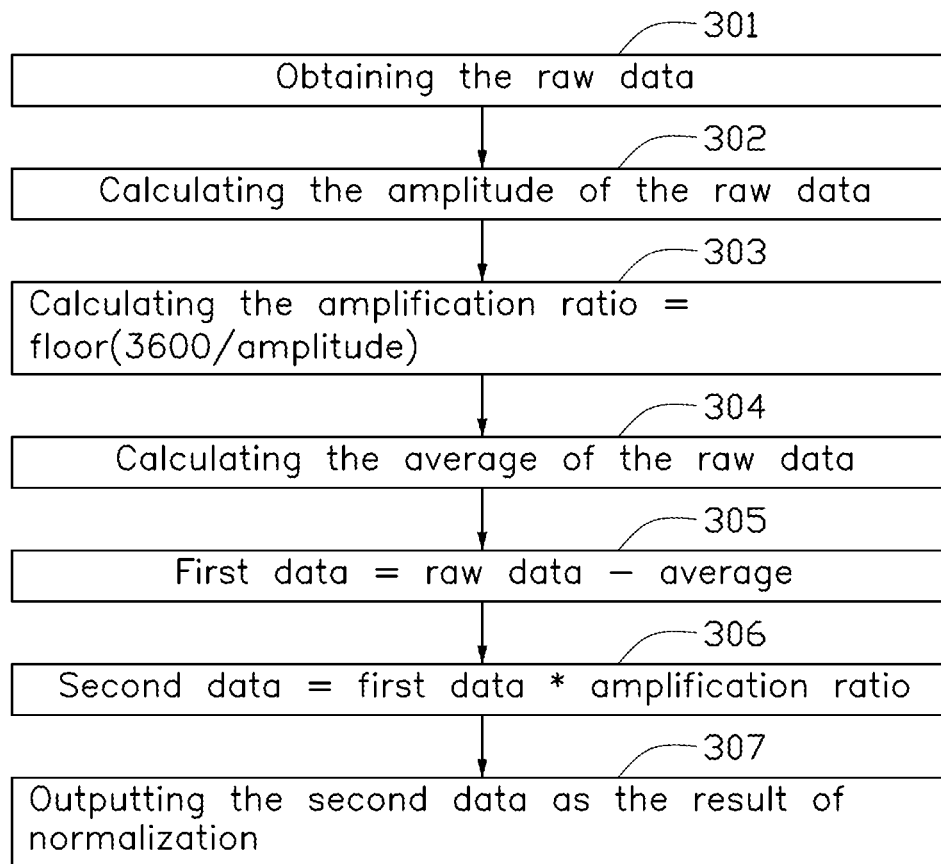 301
Obtaining the raw data
302
Calculating the amplitude of the raw data
303
Calculating the amplification ratio =
floor(3600/amplitude)
304
Calculating the average of the raw data
305
First data = raw data - average
306
Second data = first data * amplification ratio
307
Outputting the second data as the result of
normalization